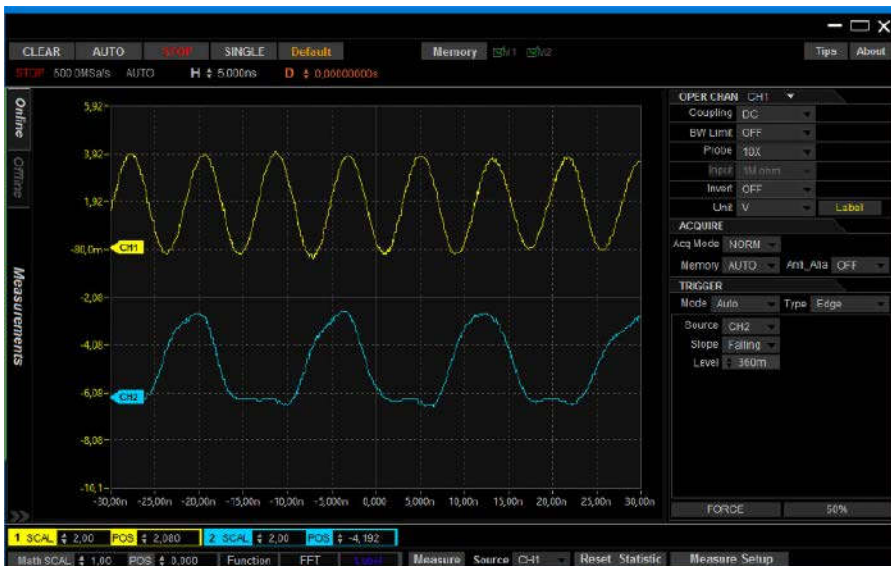 CLEAR AUTO STOP SINGLE Default Memory Tips About
STOP 500.0MSa/s AUTO H 5.000ns D 0,00000000s
Online
Offline
Measurements
5,92
3,92
1,92
-80,0m
-2,08
-4,08
-6,08
-8,08
-10,1
CH1
CH2
-30,00n -25,00n -20,00n -15,00n -10,00n -5,000n 0,000 5,000n 10,00n 15,00n 20,00n 25,00n 30,00n
OPER CHAN CH1
Coupling DC
BW Limit OFF
Probe 10X
Input 1M ohm
Invert OFF
Unit V Label
ACQUIRE
Acq Mode NORM
Memory AUTO Anti_Alia OFF
TRIGGER
Mode Auto Type Edge
Source CH2
Slope Falling
Level 360m
FORCE 50%
1 SCAL 2,00 POS 2,080 2 SCAL 2,00 POS -4,192
Math SCAL 1,00 POS 0,000 Function FFT Label Measure Source CH1 Reset Statistic Measure Setup